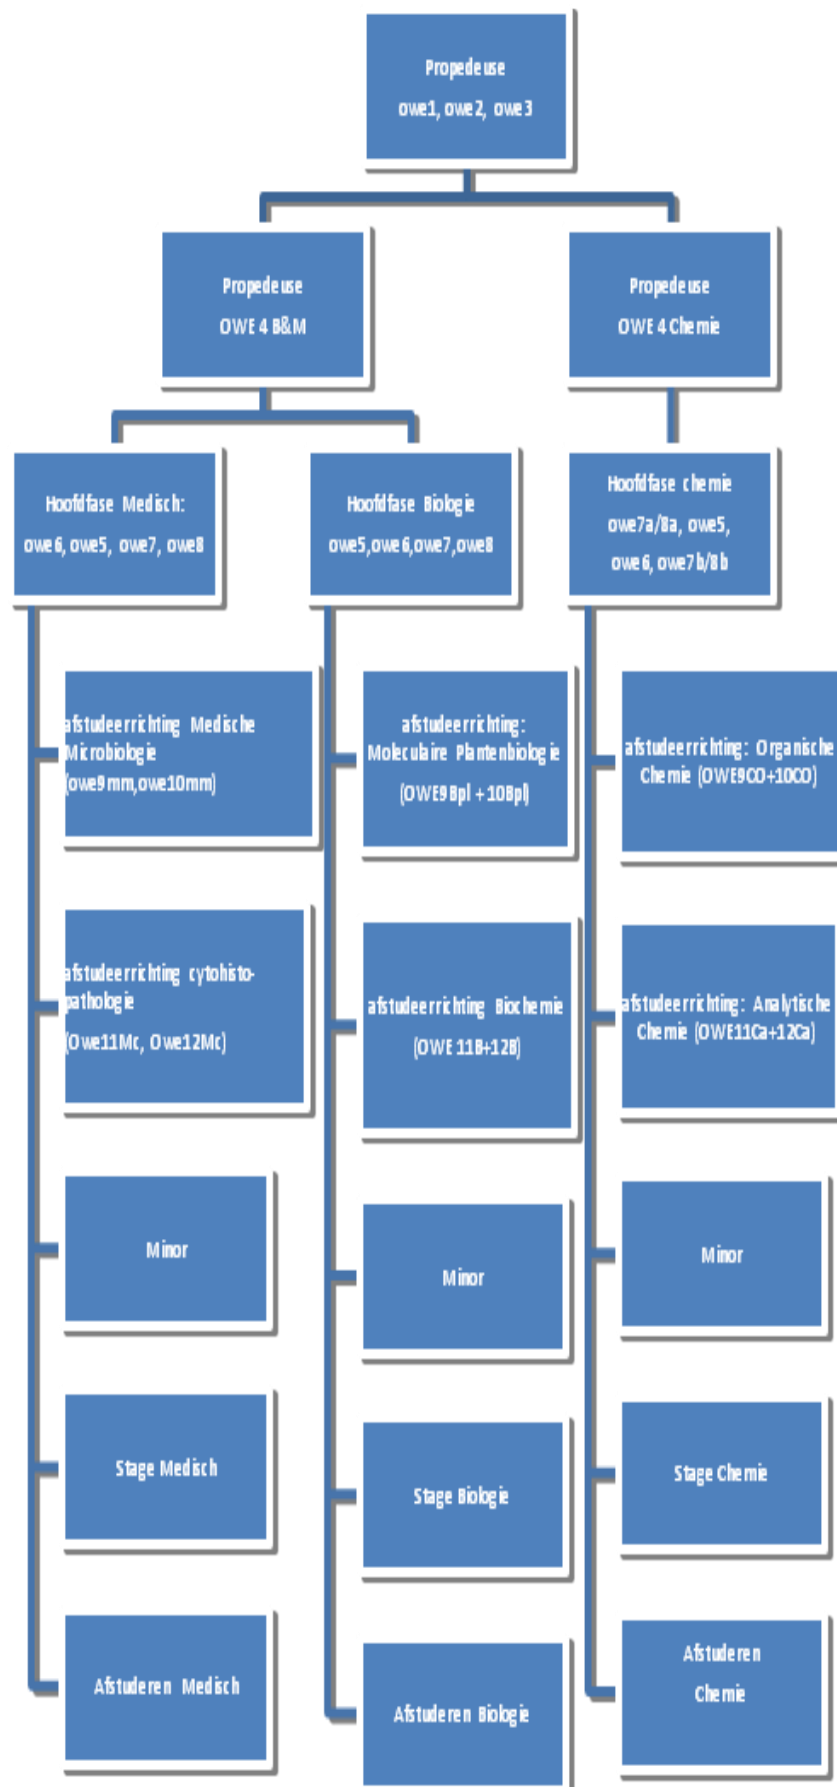 Propedeuse
owe1, owe2, owe3
Propedeuse
OWE 4 B&M
Propedeuse
OWE 4 Chemie
Hoofdfase Medisch:
owe6, owe5, owe7, owe8
Hoofdfase Biologie
owe5,owe6,owe7,owe8
Hoofdfase chemie
owe7a/8a, owe5,
owe6, owe7b/8b
afstudeerrichting Medische
Microbiologie
(owe9mm,owe10mm)
afstudeerrichting cytohisto-
pathologie
(Owe11Mc, Owe12Mc)
Minor
Stage Medisch
Afstuderen Medisch
afstudeerrichting:
Moleculaire Plantenbiologie
(OWE9Bpl + 10Bpl)
afstudeerrichting Biochemie
(OWE 11B+12B)
Minor
Stage Biologie
Afstuderen Biologie
afstudeerrichting: Organische
Chemie (OWE9CO+10CO)
afstudeerrichting: Analytische
Chemie (OWE11Ca+12Ca)
Minor
Stage Chemie
Afstuderen
Chemie